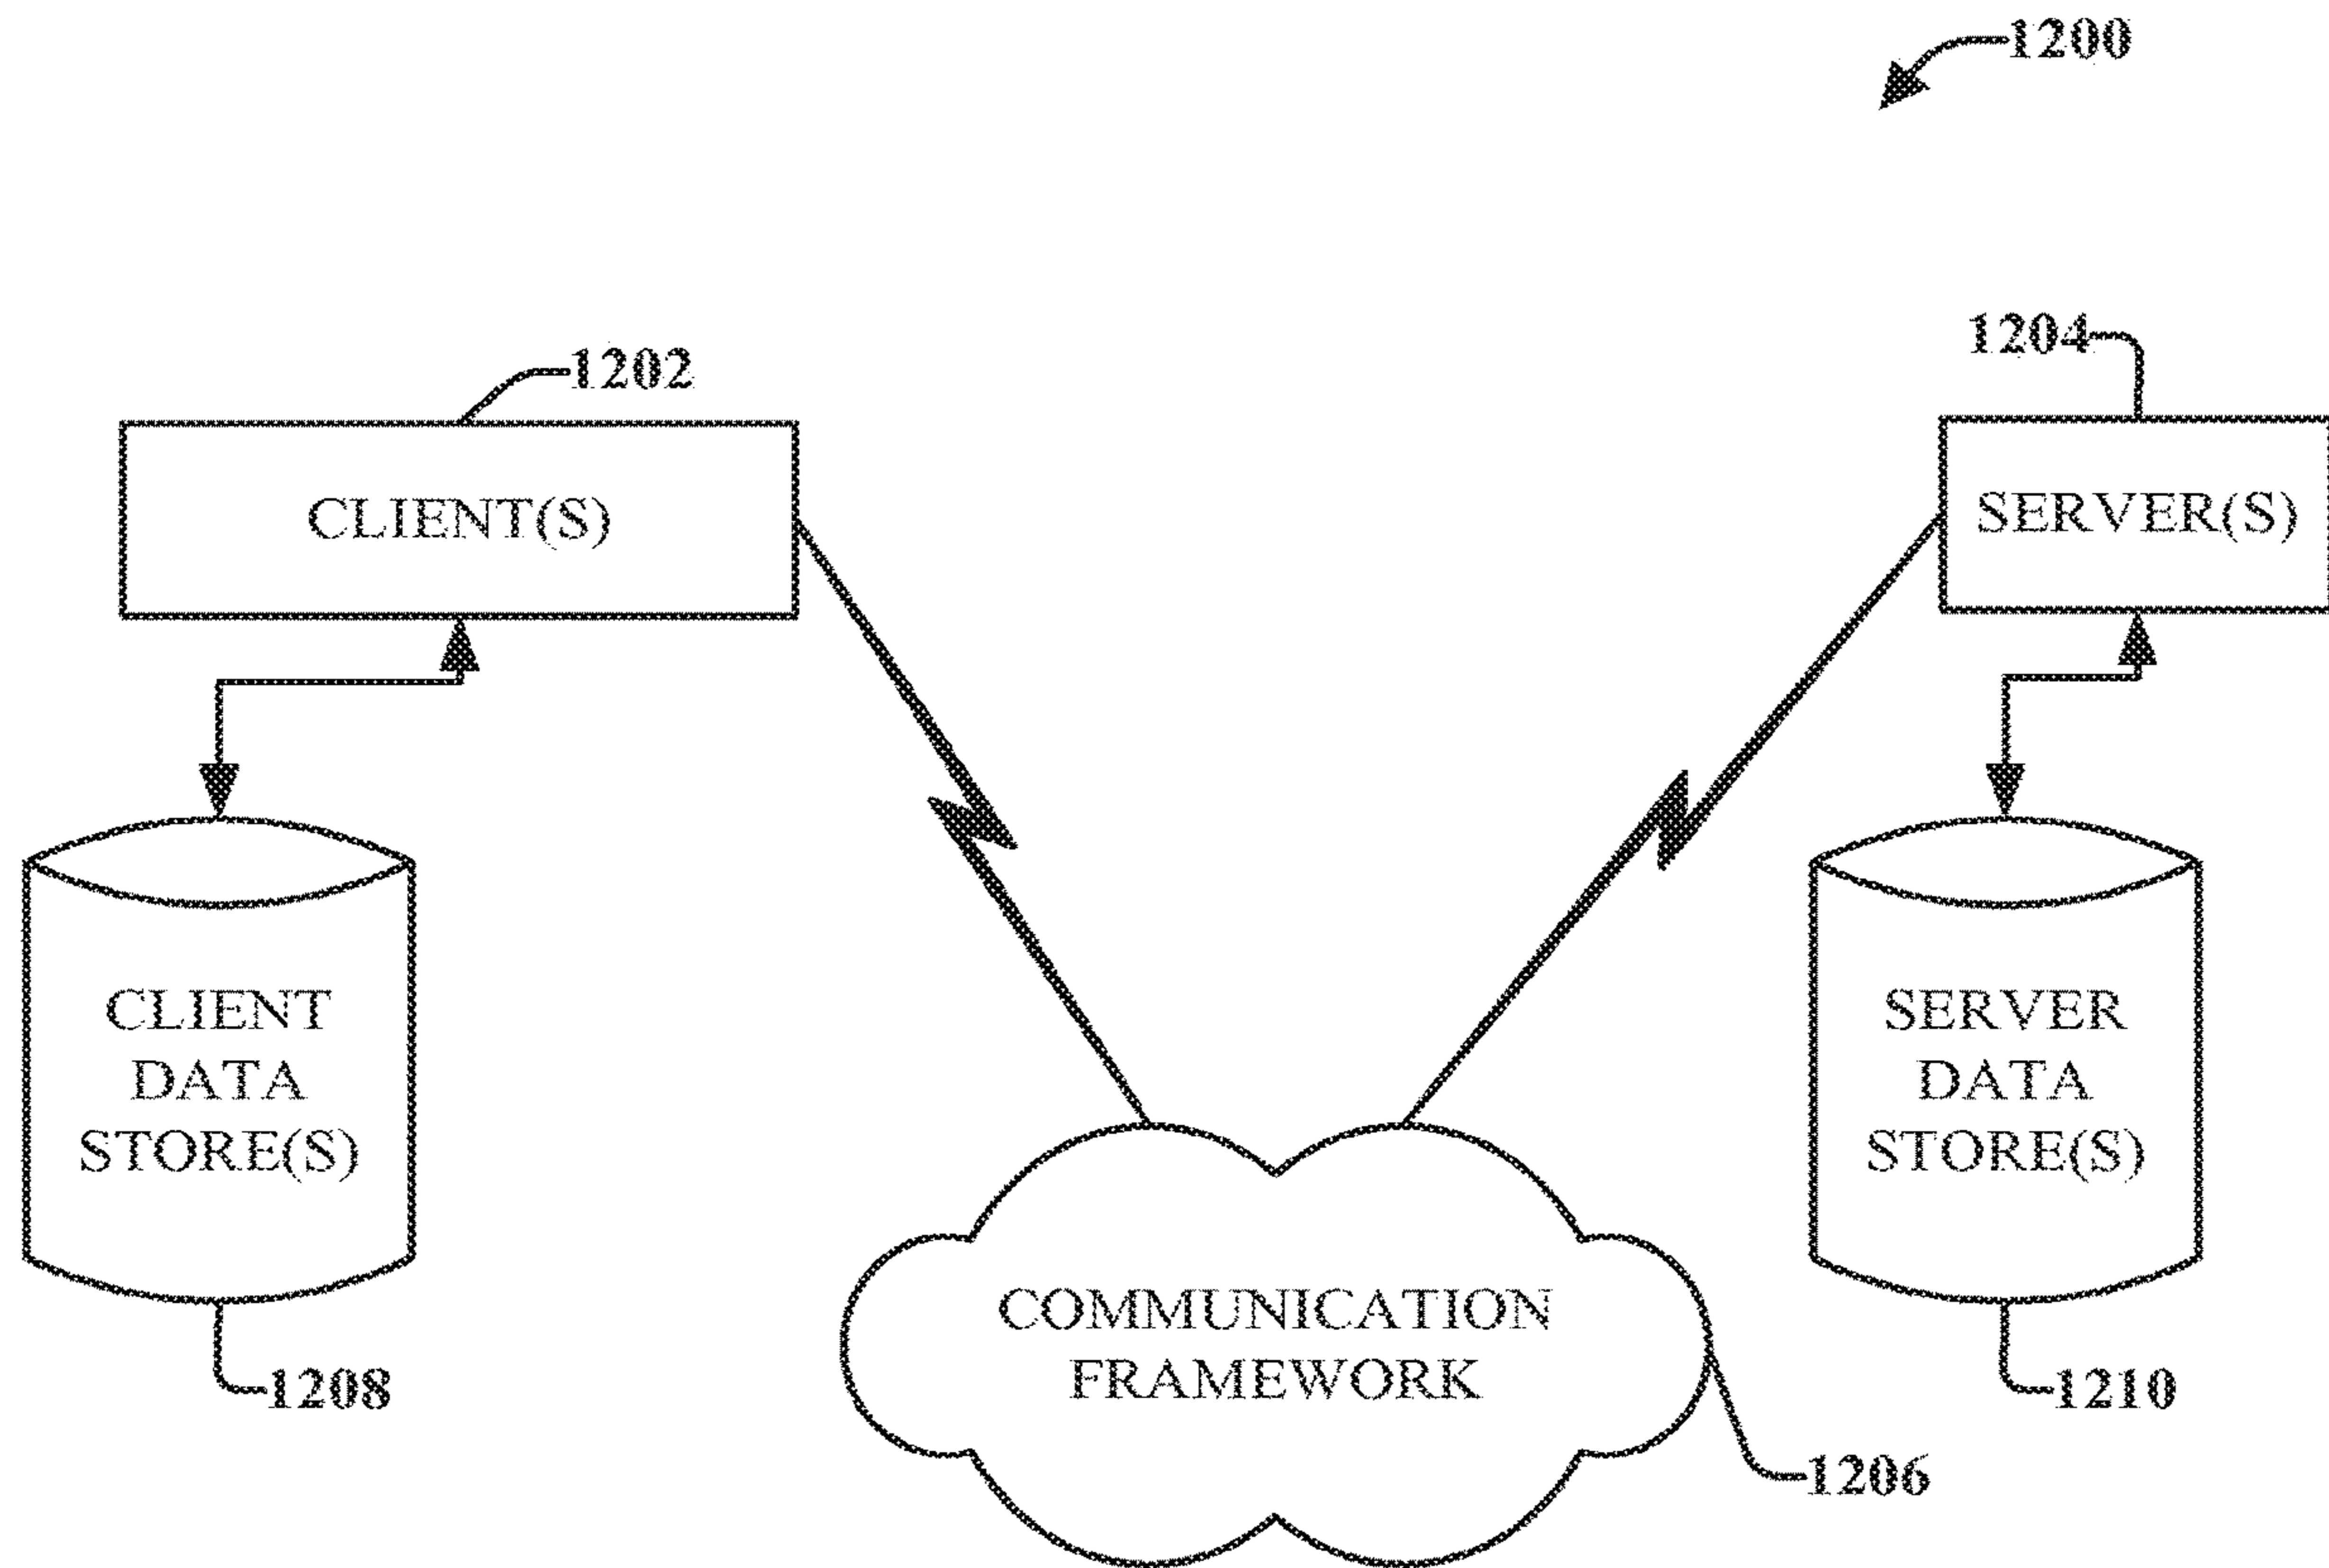 1200
1202
1204
CLIENT(S)
SERVER(S)
CLIENT
DATA
STORE(S)
SERVER
DATA
STORE(S)
COMMUNICATION
FRAMEWORK
1208
1210
1206